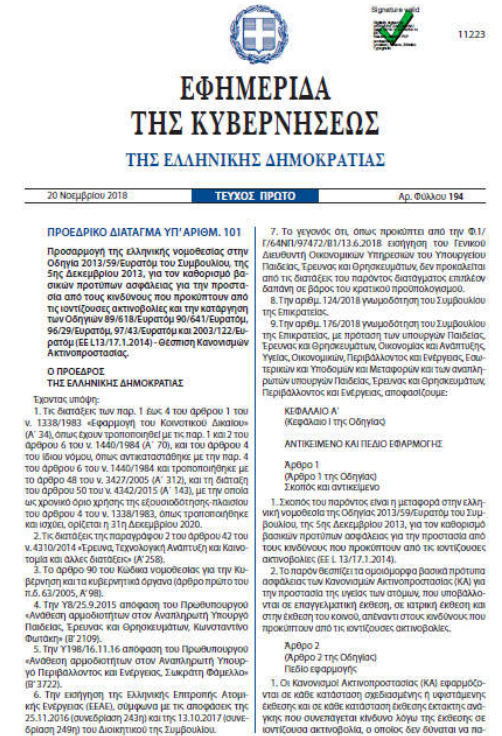 Signature valid
11223
ΕΦΗΜΕΡΙΔΑ
ΤΗΣ ΚΥΒΕΡΝΗΣΕΩΣ
ΤΗΣ ΕΛΛΗΝΙΚΗΣ ΔΗΜΟΚΡΑΤΙΑΣ
20 Νοεμβρίου 2018
ΤΕΥΧΟΣ ΠΡΩΤΟ
Αρ. Φύλλου 194
ΠΡΟΕΔΡΙΚΟ ΔΙΑΤΑΓΜΑ ΥΠ' ΑΡΙΘΜ. 101
Προσαρμογή της ελληνικής νομοθεσίας στην
Οδηγία 2013/59/Ευρατόμ του Συμβουλίου, της
5ης Δεκεμβρίου 2013, για τον καθορισμό βα-
σικών προτύπων ασφάλειας για την προστα-
σία από τους κινδύνους που προκύπτουν από
τις ιοντίζουσες ακτινοβολίες και την κατάργηση
των Οδηγιών 89/618/Ευρατόμ 90/641/Ευρατόμ,
96/29/Ευρατόμ, 97/43/Ευρατόμ και 2003/122/Ευ-
ρατόμ (ΕΕ L13/17.1.2014) - Θέσπιση Κανονισμών
Ακτινοπροστασίας.
Ο ΠΡΟΕΔΡΟΣ
ΤΗΣ ΕΛΛΗΝΙΚΗΣ ΔΗΜΟΚΡΑΤΙΑΣ
Έχοντας υπόψη:
1. Τις διατάξεις των παρ. 1 έως 4 του άρθρου 1 του
ν. 1338/1983 «Εφαρμογή του Κοινοτικού Δικαίου»
(Α΄ 34), όπως έχουν τροποποιηθεί με τις παρ. 1 και 2 του
άρθρου 6 του ν. 1440/1984 (Α΄ 70), και του άρθρου 4
του ίδιου νόμου, όπως αντικαταστάθηκε με την παρ. 4
του άρθρου 6 του ν. 1440/1984 και τροποποιήθηκε με
το άρθρο 48 του ν. 3427/2005 (Α΄ 312), και τη διάταξη
του άρθρου 50 του ν. 4342/2015 (Α΄ 143), με την οποία
ως χρονικό όριο χρήσης της εξουσιοδότησης-πλαισίου
του άρθρου 4 του ν. 1338/1983, όπως τροποποιήθηκε
και ισχύει, ορίζεται η 31η Δεκεμβρίου 2020.
2. Τις διατάξεις της παραγράφου 2 του άρθρου 42 του
ν. 4310/2014 «Έρευνα, Τεχνολογική Ανάπτυξη και Καινο-
τομία και άλλες διατάξεις» (Α΄ 258).
3. Το άρθρο 90 του Κώδικα νομοθεσίας για την Κυ-
βέρνηση και τα κυβερνητικά όργανα (άρθρο πρώτο του
π.δ. 63/2005, Α΄ 98).
4. Την Υ8/25.9.2015 απόφαση του Πρωθυπουργού
«Ανάθεση αρμοδιοτήτων στον Αναπληρωτή Υπουργό
Παιδείας, Έρευνας και Θρησκευμάτων, Κωνσταντίνο
Φωτάκη» (Β΄ 2109).
5. Την Υ198/16.11.16 απόφαση του Πρωθυπουργού
«Ανάθεση αρμοδιοτήτων στον Αναπληρωτή Υπουρ-
γό Περιβάλλοντος και Ενέργειας, Σωκράτη Φάμελλο»
(Β΄ 3722).
6. Την εισήγηση της Ελληνικής Επιτροπής Ατομι-
κής Ενέργειας (ΕΕΑΕ), σύμφωνα με τις αποφάσεις της
25.11.2016 (συνεδρίαση 243η) και της 13.10.2017 (συνε-
δρίαση 249η) του Διοικητικού της Συμβουλίου.
7. Το γεγονός ότι, όπως προκύπτει από την Φ.1/
Γ/64ΝΠ/97472/Β1/13.6.2018 εισήγηση του Γενικού
Διευθυντή Οικονομικών Υπηρεσιών του Υπουργείου
Παιδείας, Έρευνας και Θρησκευμάτων, δεν προκαλείται
από τις διατάξεις του παρόντος διατάγματος επιπλέον
δαπάνη σε βάρος του κρατικού προϋπολογισμού.
8. Την αριθμ. 124/2018 γνωμοδότηση του Συμβουλίου
της Επικρατείας.
9. Την αριθμ. 176/2018 γνωμοδότηση του Συμβουλίου
της Επικρατείας, με πρόταση των υπουργών Παιδείας,
Έρευνας και Θρησκευμάτων, Οικονομίας και Ανάπτυξης,
Υγείας, Οικονομικών, Περιβάλλοντος και Ενέργειας, Εσω-
τερικών και Υποδομών και Μεταφορών και των αναπλη-
ρωτών υπουργών Παιδείας, Έρευνας και Θρησκευμάτων,
Περιβάλλοντος και Ενέργειας, αποφασίζουμε:
ΚΕΦΑΛΑΙΟ Α΄
(Κεφάλαιο Ι της Οδηγίας)
ΑΝΤΙΚΕΙΜΕΝΟ ΚΑΙ ΠΕΔΙΟ ΕΦΑΡΜΟΓΗΣ
Άρθρο 1
(Άρθρο 1 της Οδηγίας)
Σκοπός και αντικείμενο
1. Σκοπός του παρόντος είναι η μεταφορά στην ελλη-
νική νομοθεσία της Οδηγίας 2013/59/Ευρατόμ του Συμ-
βουλίου, της 5ης Δεκεμβρίου 2013, για τον καθορισμό
βασικών προτύπων ασφάλειας για την προστασία από
τους κινδύνους που προκύπτουν από τις ιοντίζουσες
ακτινοβολίες (ΕΕ L 13/17.1.2014).
2. Το παρόν θεσπίζει τα ομοιόμορφα βασικά πρότυπα
ασφάλειας των Κανονισμών Ακτινοπροστασίας (ΚΑ) για
την προστασία της υγείας των ατόμων, που υποβάλλο-
νται σε επαγγελματική έκθεση, σε ιατρική έκθεση και
στην έκθεση του κοινού, απέναντι στους κινδύνους που
προκύπτουν από τις ιοντίζουσες ακτινοβολίες.
Άρθρο 2
(Άρθρο 2 της Οδηγίας)
Πεδίο εφαρμογής
1. Οι Κανονισμοί Ακτινοπροστασίας (ΚΑ) εφαρμόζο-
νται σε κάθε κατάσταση σχεδιασμένης ή υφιστάμενης
έκθεσης και σε κάθε κατάσταση έκθεσης έκτακτης ανά-
γκης που συνεπάγεται κίνδυνο λόγω της έκθεσης σε
ιοντίζουσα ακτινοβολία, ο οποίος δεν δύναται να πα-